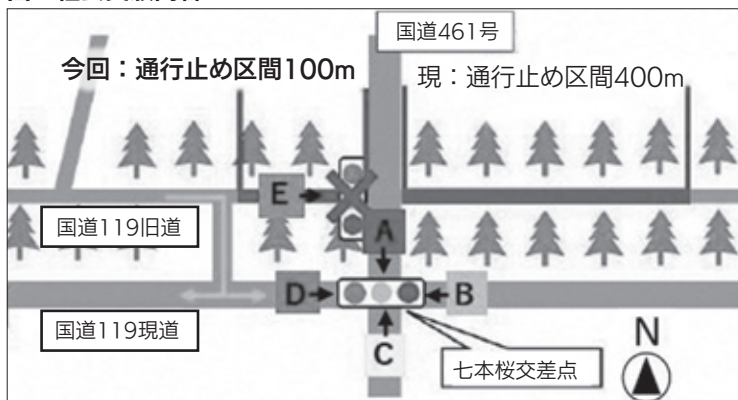 国道461号
今回：通行止め区間100m
現：通行止め区間400m
E
A
国道119旧道
D
B
国道119現道
C
七本桜交差点
N